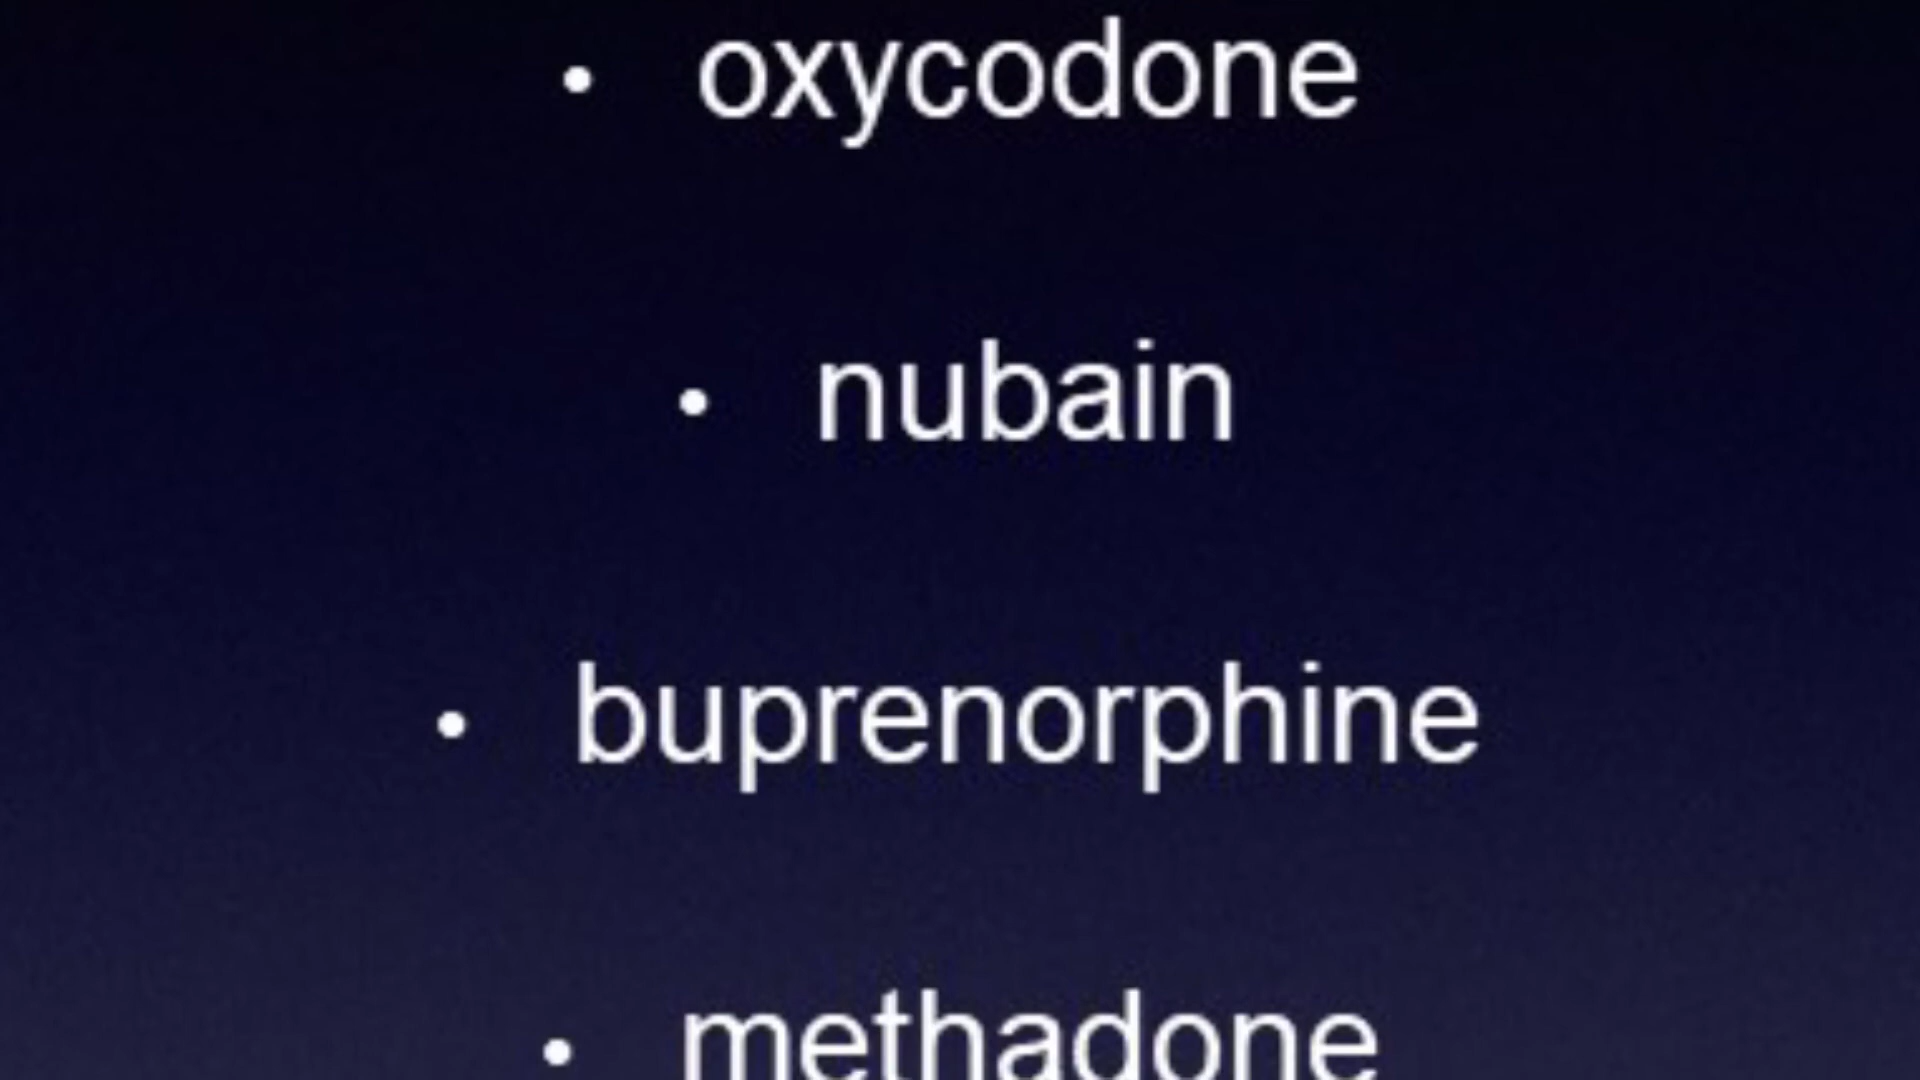 • oxycodone
• nubain
• buprenorphine
• methadone